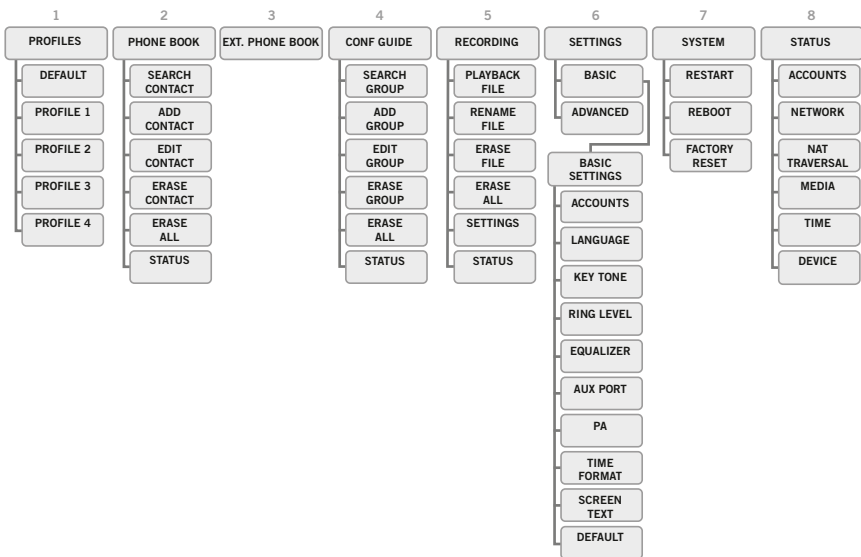 1
2
3
4
5
6
7
8
PROFILES
PHONE BOOK
EXT. PHONE BOOK
CONF GUIDE
RECORDING
SETTINGS
SYSTEM
STATUS
DEFAULT
PROFILE 1
PROFILE 2
PROFILE 3
PROFILE 4
SEARCH
CONTACT
ADD
CONTACT
EDIT
CONTACT
ERASE
CONTACT
ERASE
ALL
STATUS
SEARCH
GROUP
ADD
GROUP
EDIT
GROUP
ERASE
GROUP
ERASE
ALL
STATUS
PLAYBACK
FILE
RENAME
FILE
ERASE
FILE
ERASE
ALL
SETTINGS
STATUS
BASIC
ADVANCED
BASIC
SETTINGS
ACCOUNTS
LANGUAGE
KEY TONE
RING LEVEL
EQUALIZER
AUX PORT
PA
TIME
FORMAT
SCREEN
TEXT
DEFAULT
RESTART
REBOOT
FACTORY
RESET
ACCOUNTS
NETWORK
NAT
TRAVERSAL
MEDIA
TIME
DEVICE